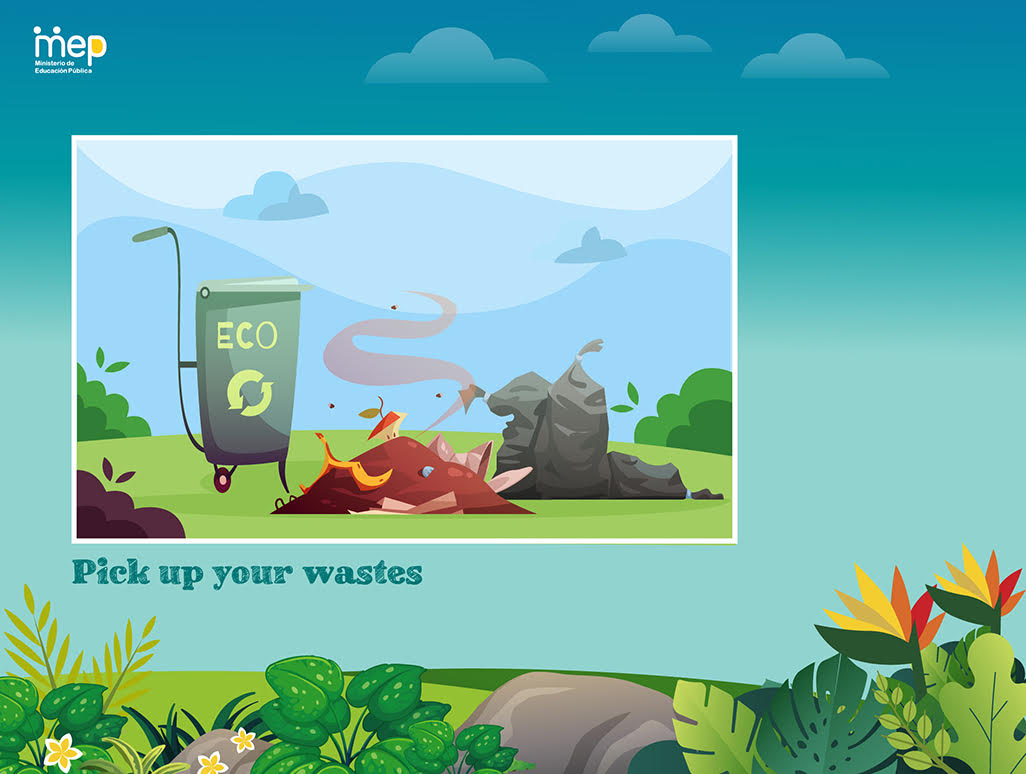 mep
Ministerio de
Educación Pública
ECO
Pick up your wastes